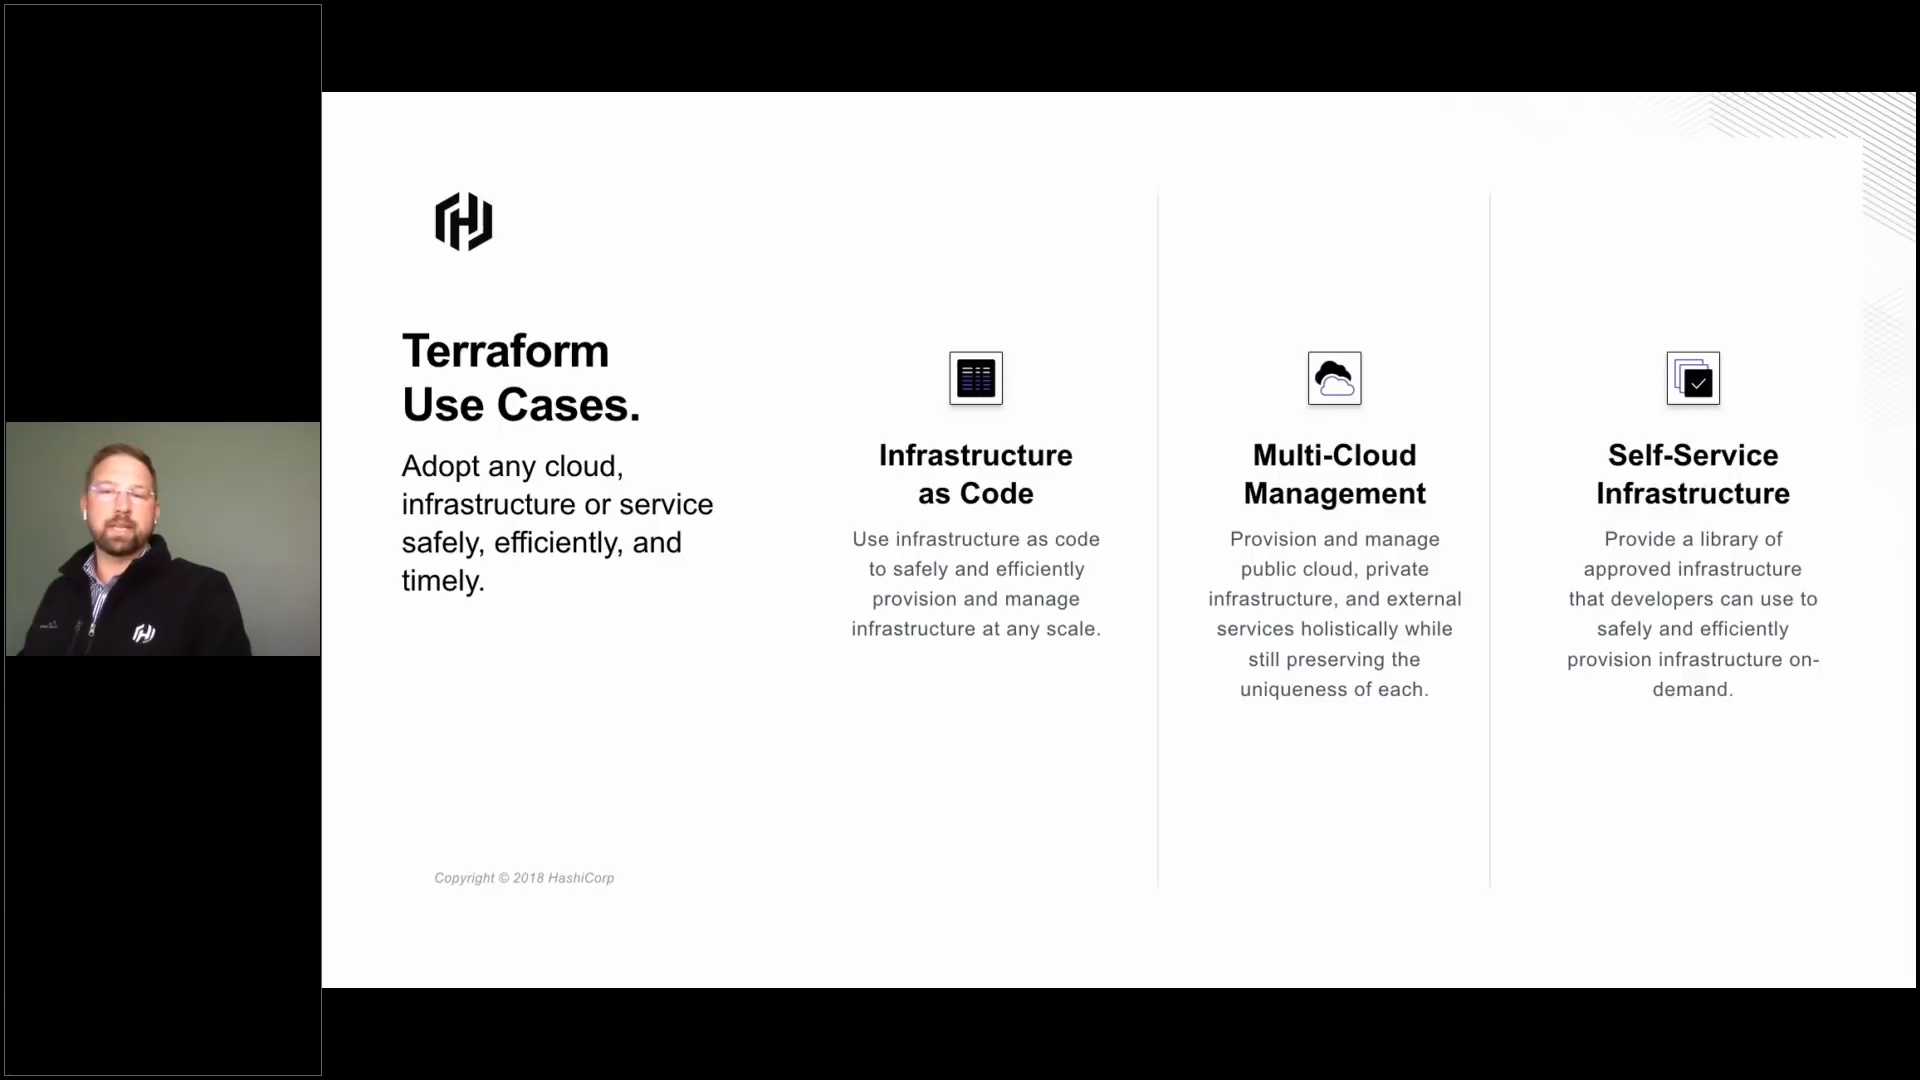 Terraform
Use Cases.
Adopt any cloud,
infrastructure or service
safely, efficiently, and
timely.
Infrastructure
as Code
Use infrastructure as code
to safely and efficiently
provision and manage
infrastructure at any scale.
Multi-Cloud
Management
Provision and manage
public cloud, private
infrastructure, and external
services holistically while
still preserving the
uniqueness of each.
Self-Service
Infrastructure
Provide a library of
approved infrastructure
that developers can use to
safely and efficiently
provision infrastructure on-
demand.
Copyright © 2018 HashiCorp